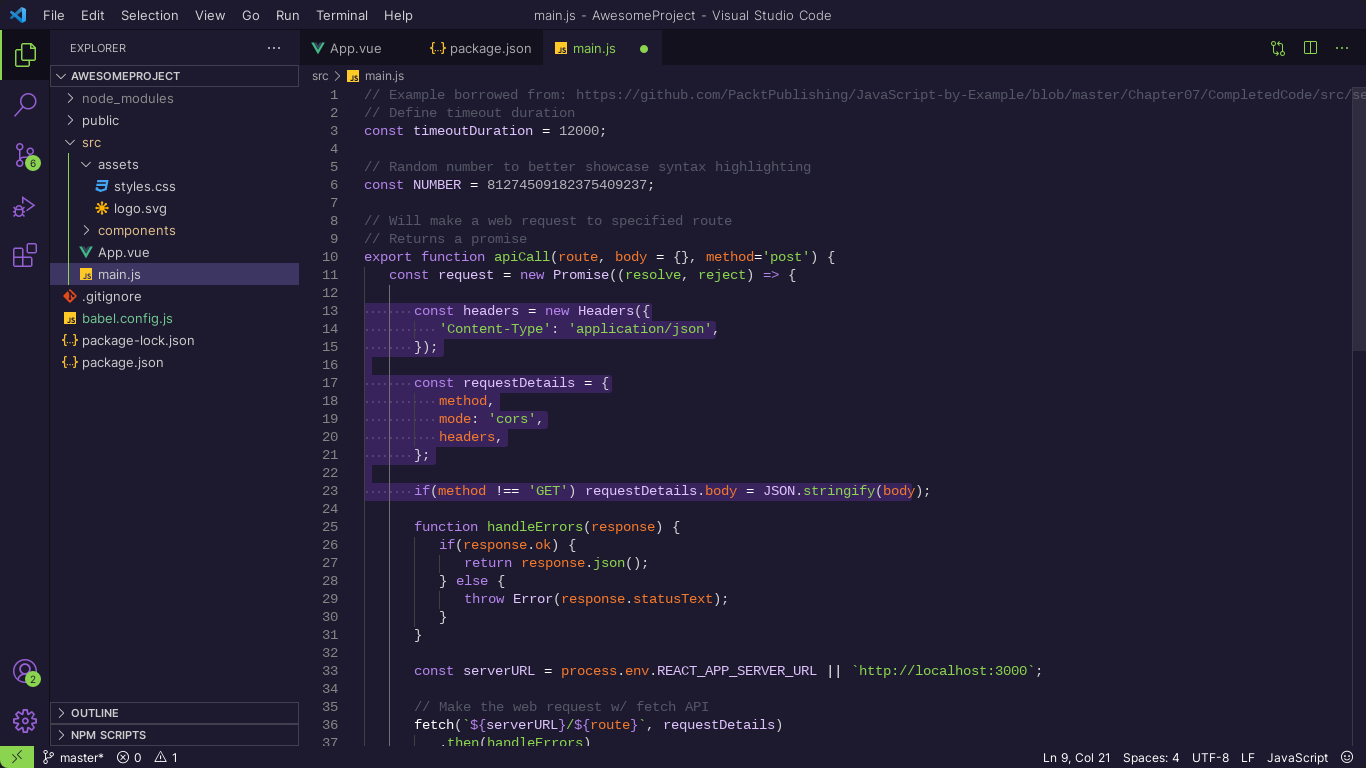 File Edit Selection View Go Run Terminal Help
main.js - AwesomeProject - Visual Studio Code
EXPLORER
AWESOMEPROJECT
node_modules
public
src
assets
styles.css
logo.svg
components
App.vue
main.js
.gitignore
babel.config.js
package-lock.json
package.json
OUTLINE
NPM SCRIPTS
6
2
App.vue {..} package.json main.js
src > main.js
1 // Example borrowed from: https://github.com/PacktPublishing/JavaScript-by-Example/blob/master/Chapter07/CompletedCode/src/se
2 // Define timeout duration
3 const timeoutDuration = 12000;
4
5 // Random number to better showcase syntax highlighting
6 const NUMBER = 81274509182375409237;
7
8 // Will make a web request to specified route
9 // Returns a promise
10 export function apiCall(route, body = {}, method='post') {
11 const request = new Promise((resolve, reject) => {
12
13 const headers = new Headers({
14 'Content-Type': 'application/json',
15 });
16
17 const requestDetails = {
18 method,
19 mode: 'cors',
20 headers,
21 };
22
23 if(method !== 'GET') requestDetails.body = JSON.stringify(body);
24
25 function handleErrors(response) {
26 if(response.ok) {
27 return response.json();
28 } else {
29 throw Error(response.statusText);
30 }
31 }
32
33 const serverURL = process.env.REACT_APP_SERVER_URL || `http://localhost:3000`;
34
35 // Make the web request w/ fetch API
36 fetch(`${serverURL}/${route}`, requestDetails)
37 .then(handleErrors)
master* 0 1
Ln 9, Col 21 Spaces: 4 UTF-8 LF JavaScript